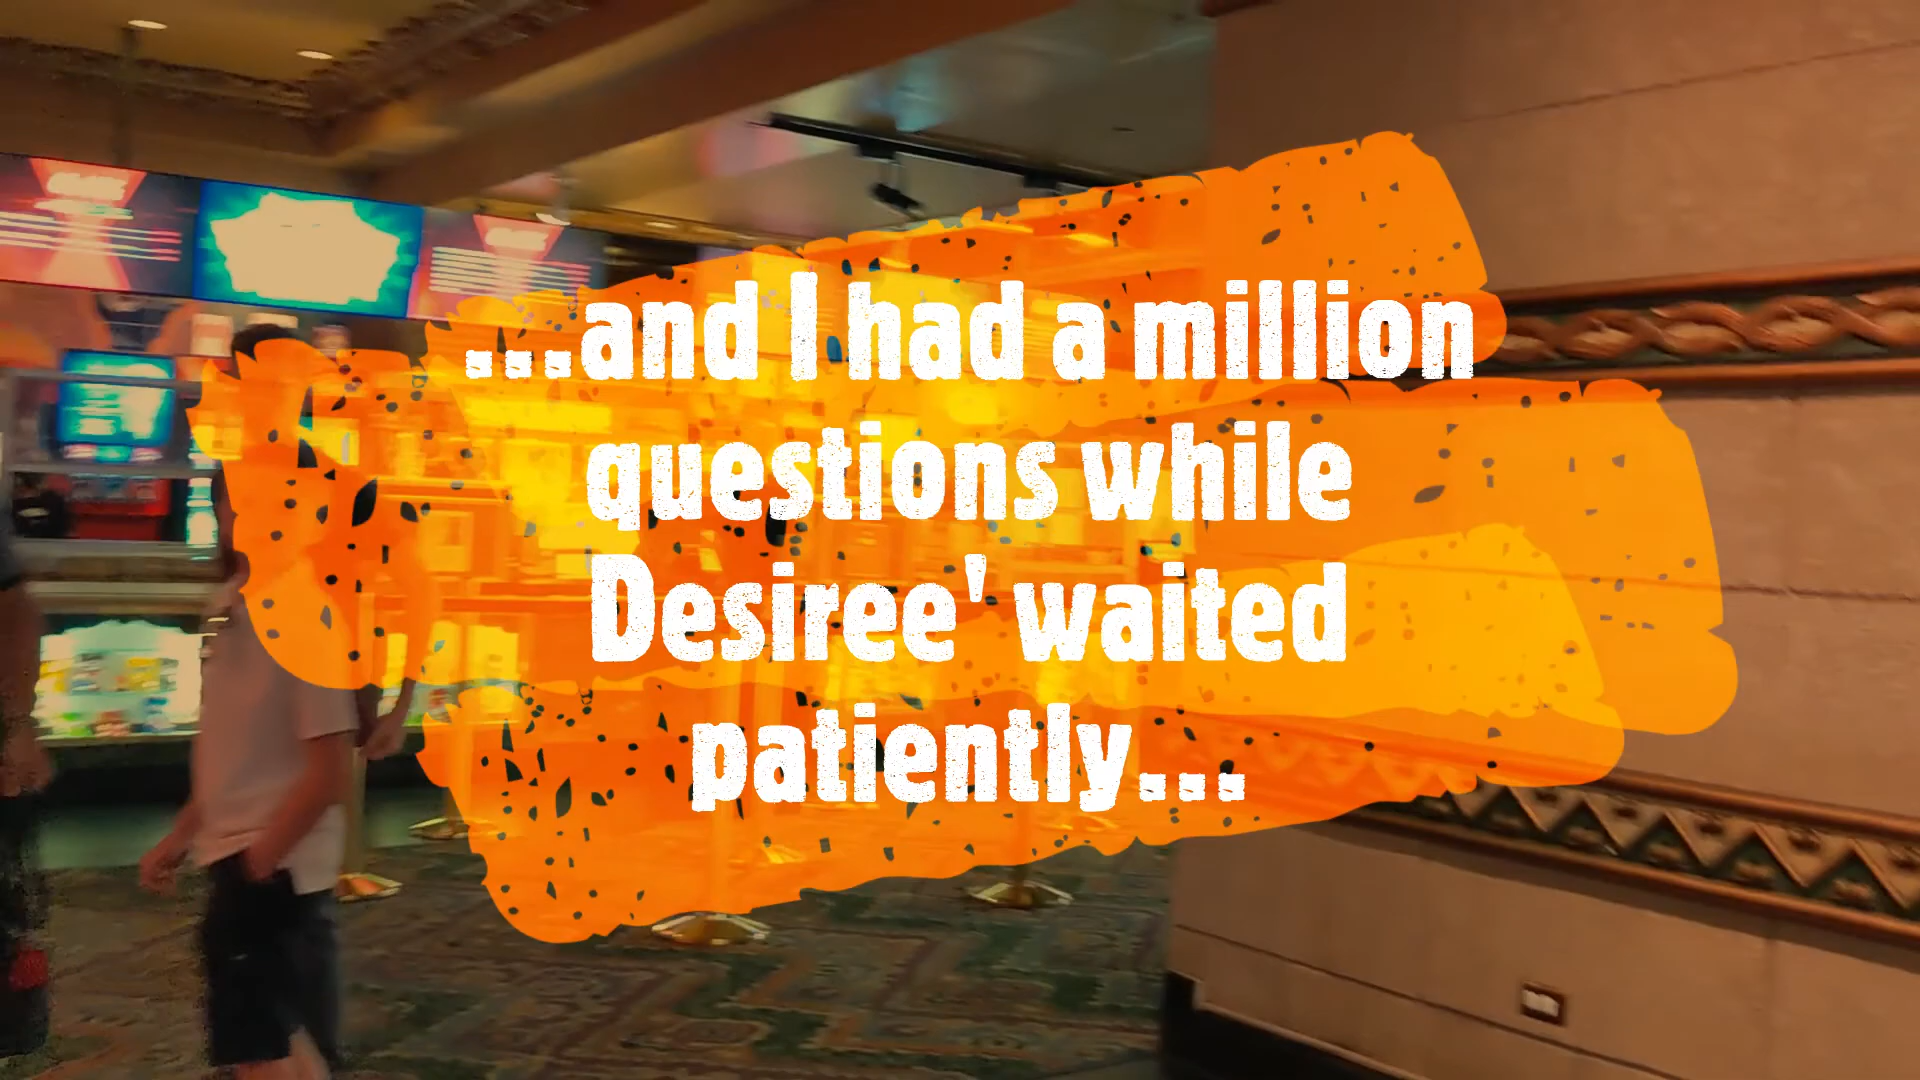 ...and I had a million
questions while
Desiree' waited
patiently...